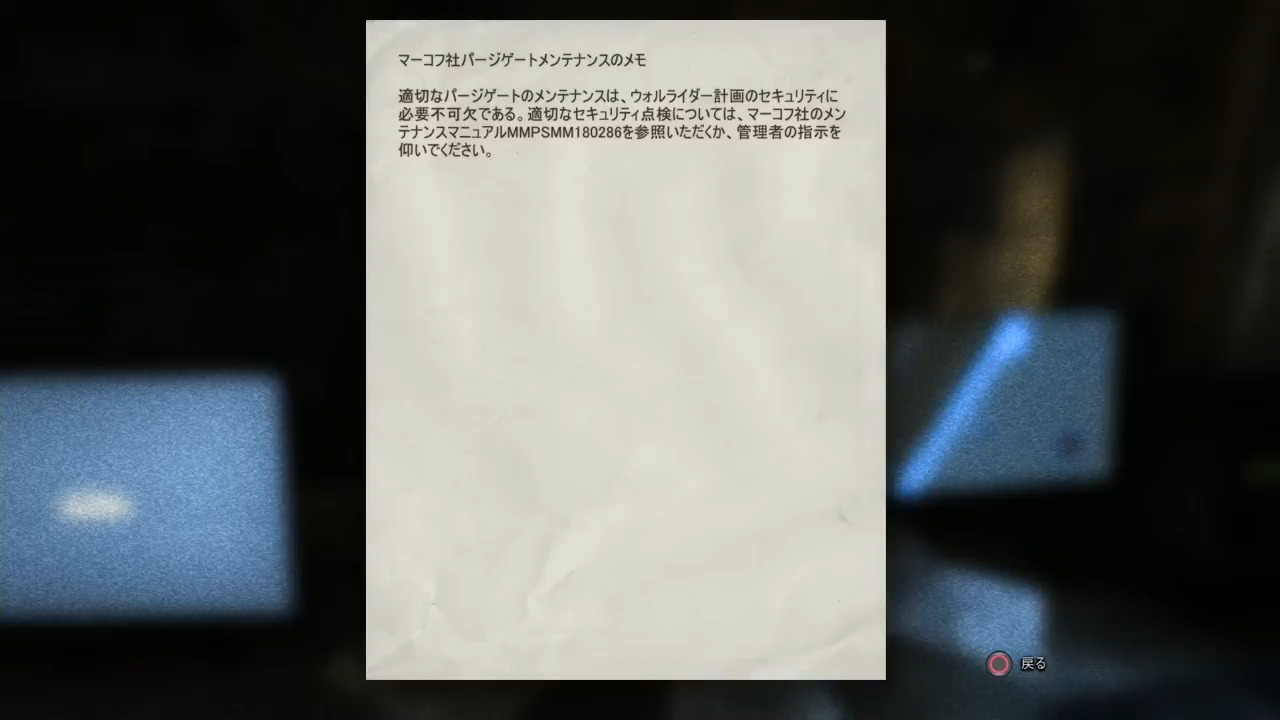 マーコフ社パージゲートメンテナンスのメモ
適切なパージゲートのメンテナンスは、ウォルライダー計画のセキュリティに
必要不可欠である。適切なセキュリティ点検については、マーコフ社のメン
テナンスマニュアルMMPSMM180286を参照いただくか、管理者の指示を
仰いでください。
戻る